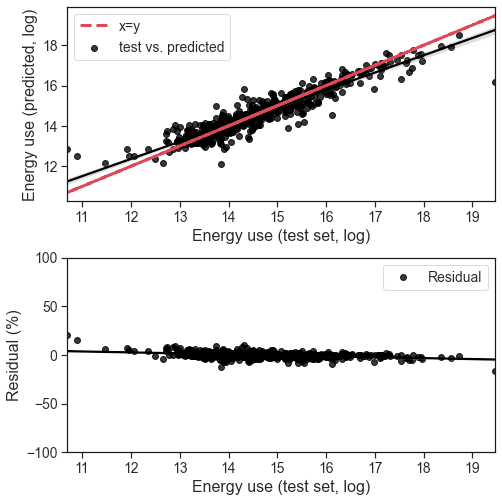 x=y
test vs. predicted
Energy use (predicted, log)
18
16
14
12
11 12 13 14 15 16 17 18 19
Energy use (test set, log)
Residual
Residual (%)
100
50
0
−50
−100
11 12 13 14 15 16 17 18 19
Energy use (test set, log)